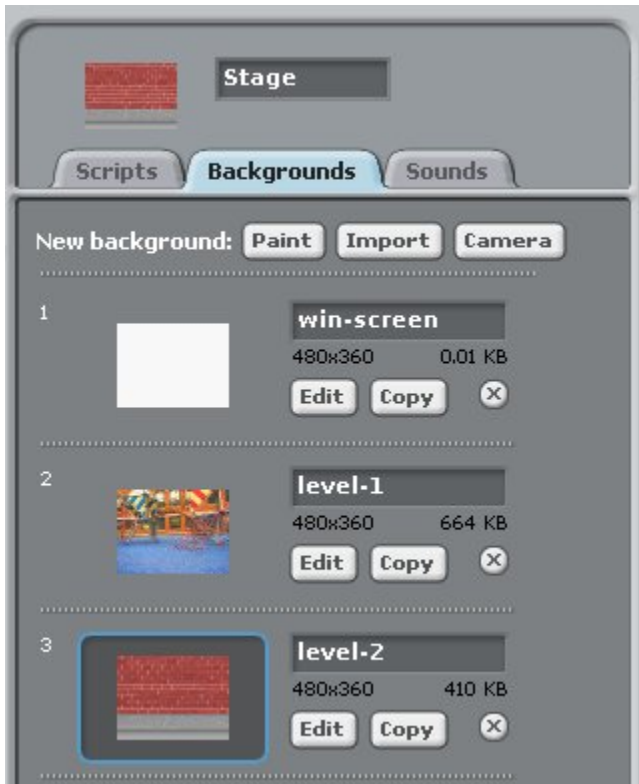 Stage
Scripts Backgrounds Sounds
New background: Paint Import Camera
1
win-screen
480x360 0.01 KB
Edit Copy
2
level-1
480x360 664 KB
Edit Copy
3
level-2
480x360 410 KB
Edit Copy